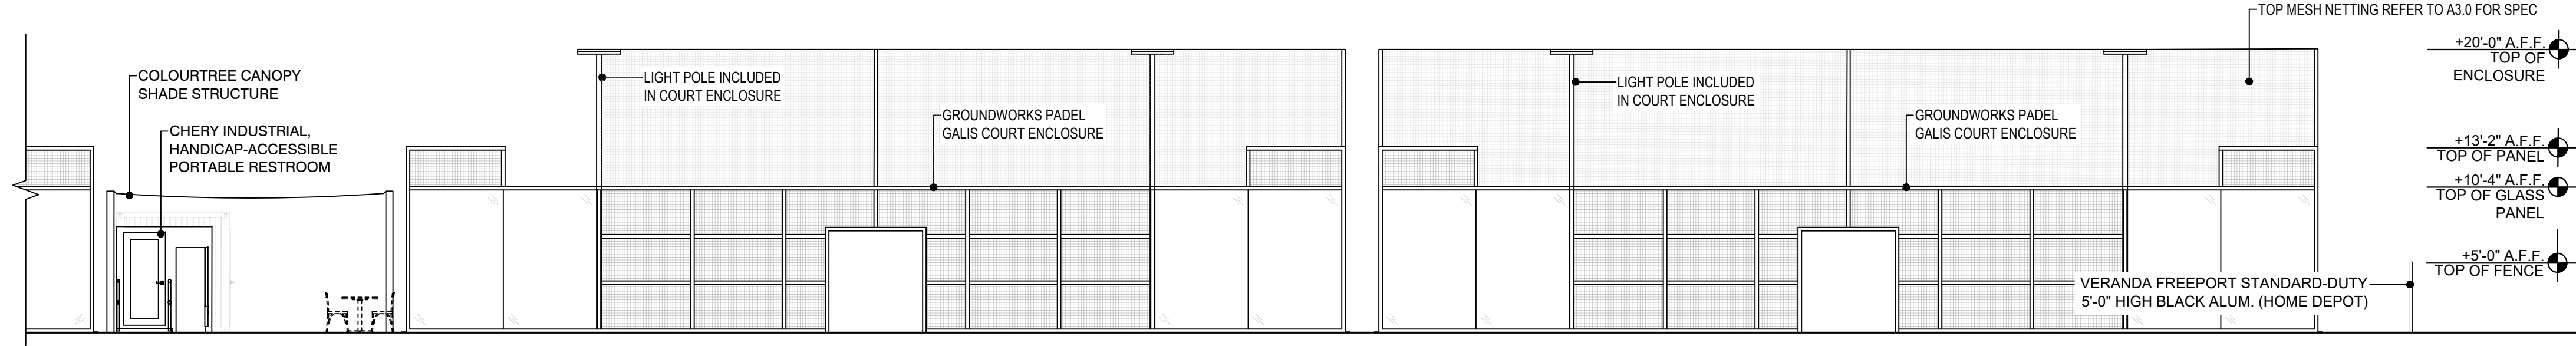 TOP MESH NETTING REFER TO A3.0 FOR SPEC
COLOURTREE CANOPY
SHADE STRUCTURE
CHERY INDUSTRIAL,
HANDICAP-ACCESSIBLE
PORTABLE RESTROOM
LIGHT POLE INCLUDED
IN COURT ENCLOSURE
GROUNDWORKS PADEL
GALIS COURT ENCLOSURE
LIGHT POLE INCLUDED
IN COURT ENCLOSURE
GROUNDWORKS PADEL
GALIS COURT ENCLOSURE
VERANDA FREEPORT STANDARD-DUTY
5'-0" HIGH BLACK ALUM. (HOME DEPOT)
+20'-0" A.F.F.
TOP OF
ENCLOSURE
+13'-2" A.F.F.
TOP OF PANEL
+10'-4" A.F.F.
TOP OF GLASS
PANEL
+5'-0" A.F.F.
TOP OF FENCE